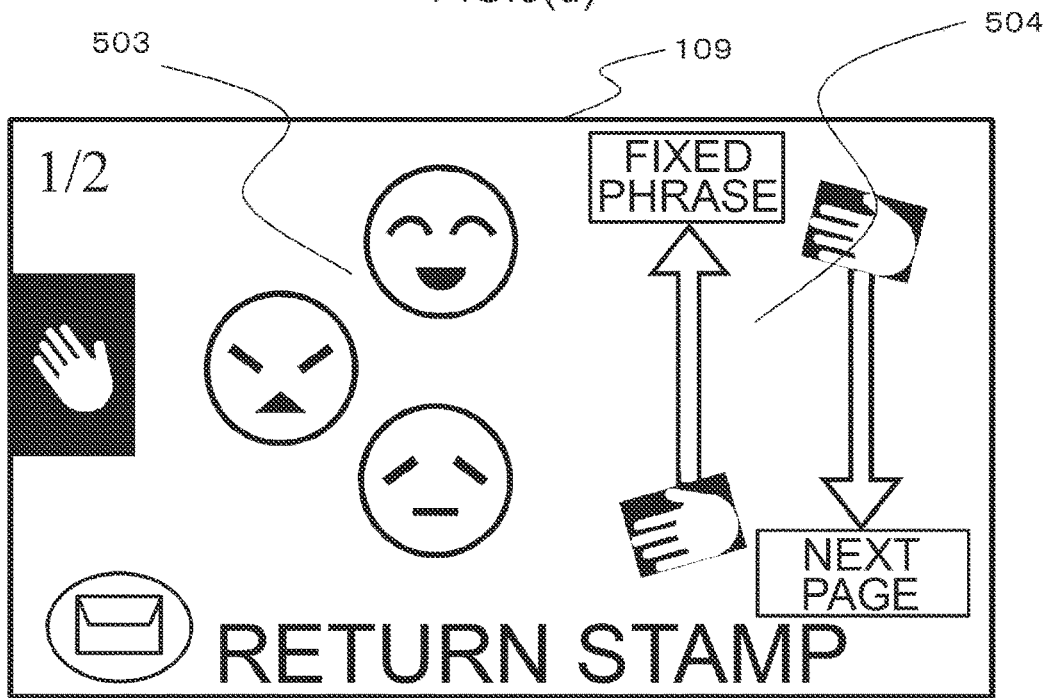 503
109
504
1/2
FIXED
PHRASE
NEXT
PAGE
RETURN STAMP